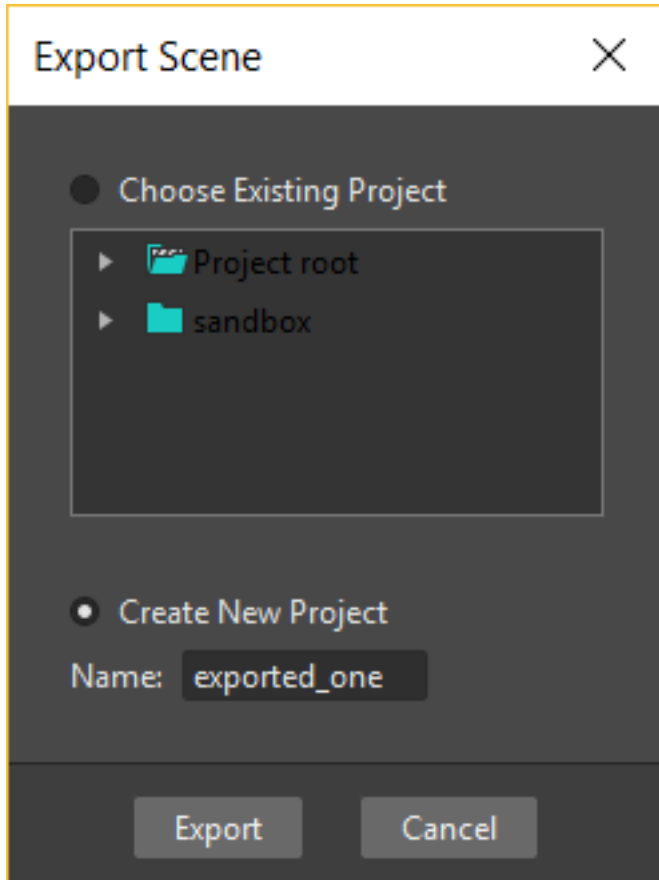 Export Scene
Choose Existing Project
Project root
sandbox
Create New Project
Name: exported_one
Export Cancel